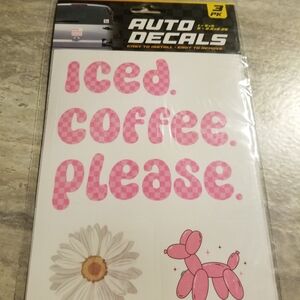 AUTO
DECALS
EASY TO INSTALL - EASY TO REMOVE
3
PK
iced.
coffee.
please.